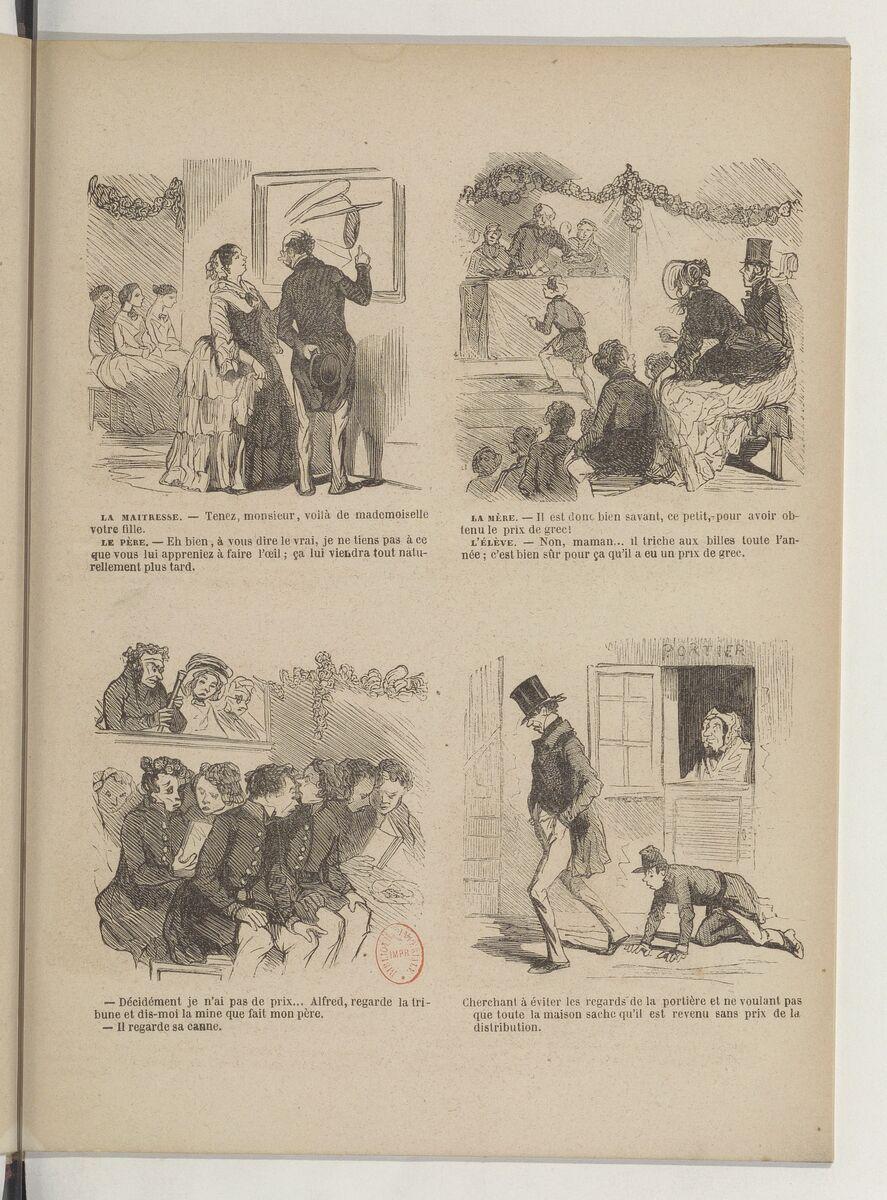 LA MAITRESSE. — Tenez, monsieur, voilà de mademoiselle
votre fille.
LE PÈRE. — Eh bien, à vous dire le vrai, je ne tiens pas à ce
que vous lui appreniez à faire l'œil ; ça lui viendra tout natu-
rellement plus tard.
LA MÈRE. — Il est donc bien savant, ce petit, pour avoir ob-
tenu le prix de grec!
L'ÉLÈVE. — Non, maman... il triche aux billes toute l'an-
née ; c'est bien sûr pour ça qu'il a eu un prix de grec.
— Décidément je n'ai pas de prix... Alfred, regarde la tri-
bune et dis-moi la mine que fait mon père.
— Il regarde sa canne.
PORTIER
Cherchant à éviter les regards de la portière et ne voulant pas
que toute la maison sache qu'il est revenu sans prix de la
distribution.
IMPR